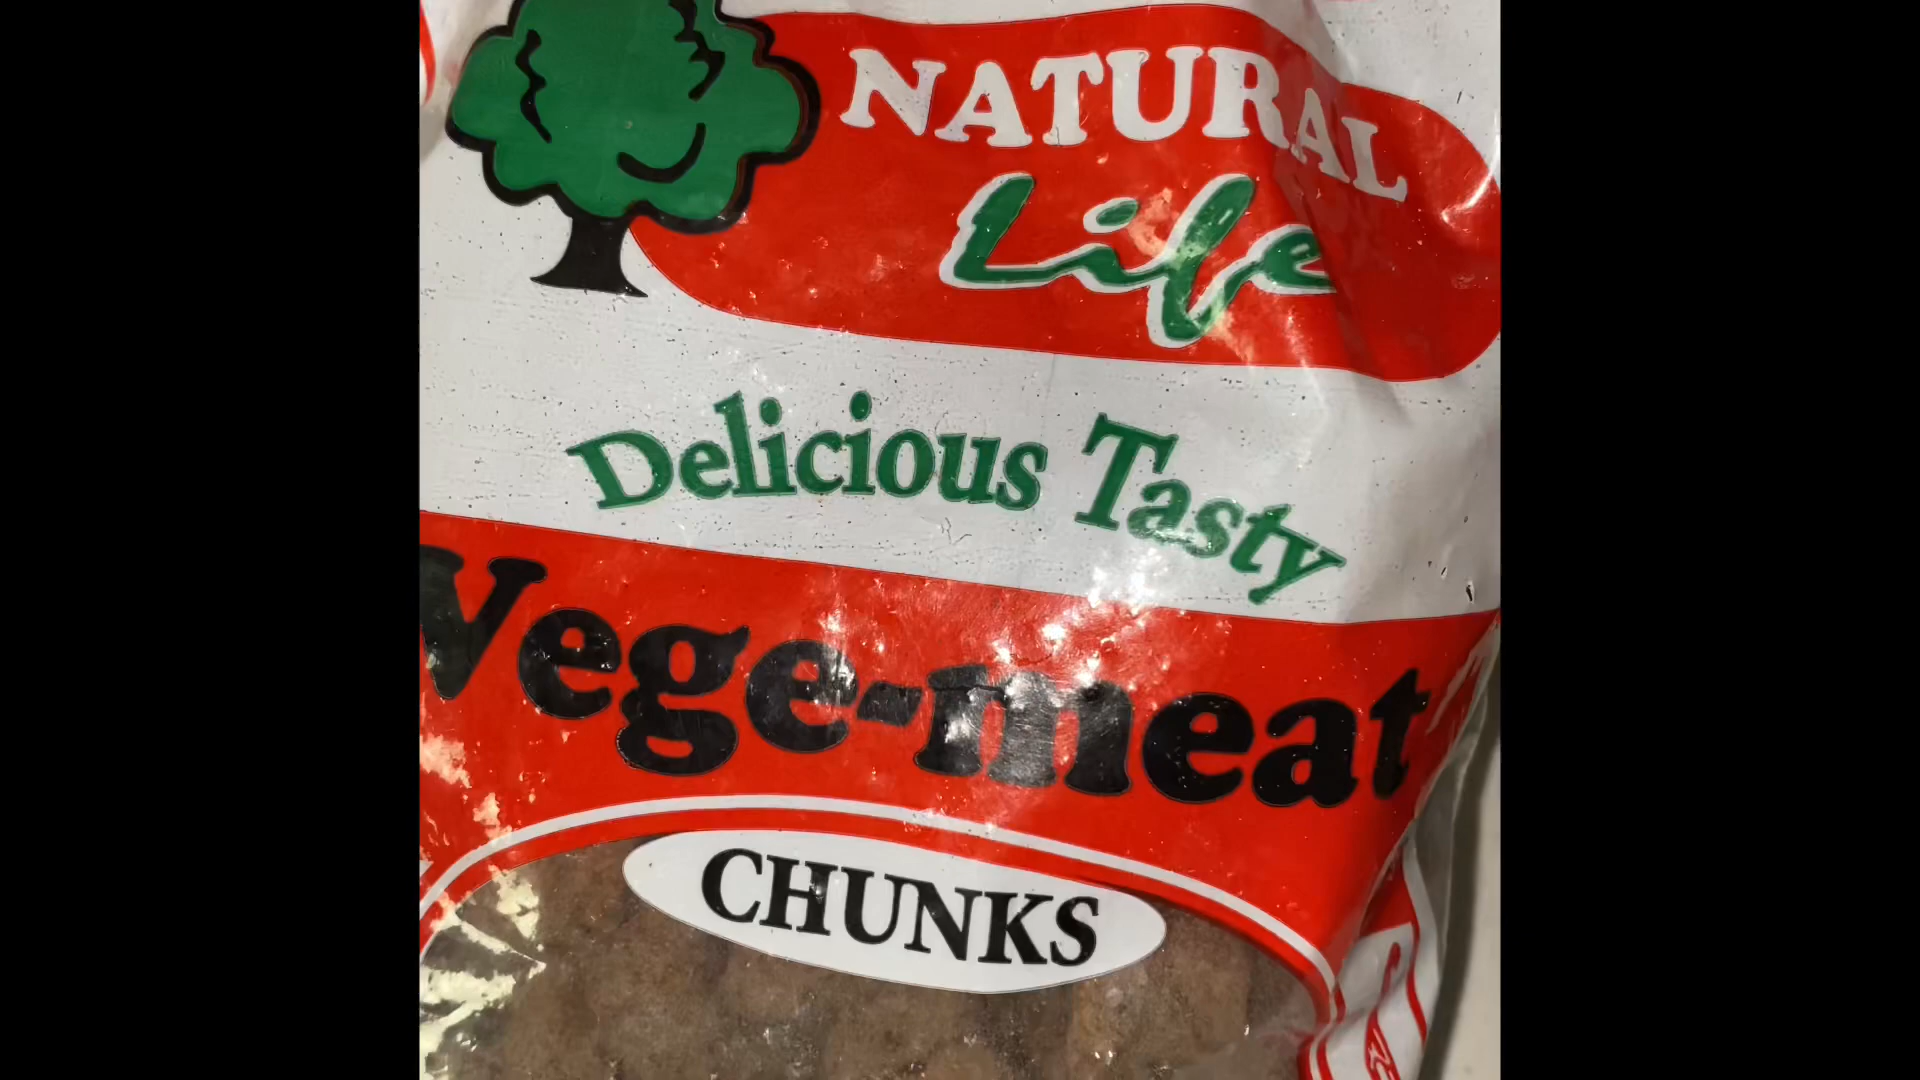 NATURAL
Life
Delicious Tasty
Vege-meat
CHUNKS